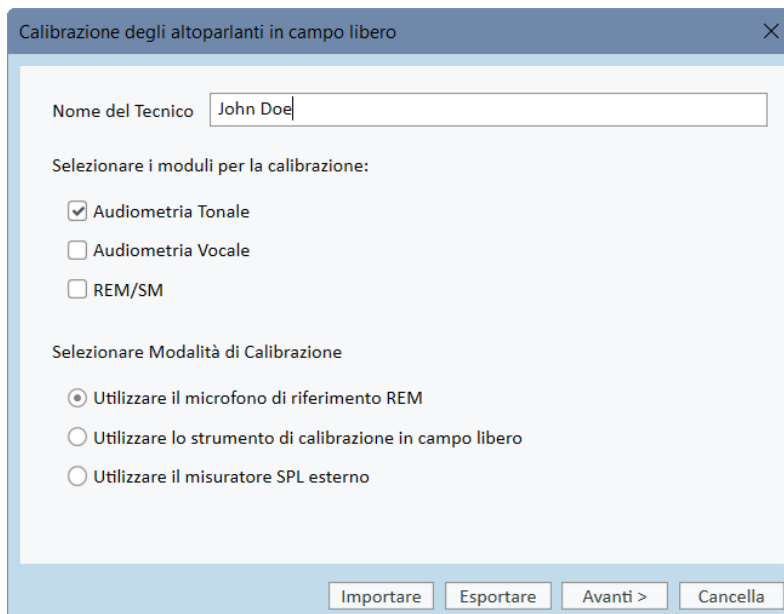 Calibrazione degli altoparlanti in campo libero
Nome del Tecnico John Doe
Selezionare i moduli per la calibrazione:
Audiometria Tonale
Audiometria Vocale
REM/SM
Selezionare Modalità di Calibrazione
Utilizzare il microfono di riferimento REM
Utilizzare lo strumento di calibrazione in campo libero
Utilizzare il misuratore SPL esterno
Importare Esportare Avanti > Cancella